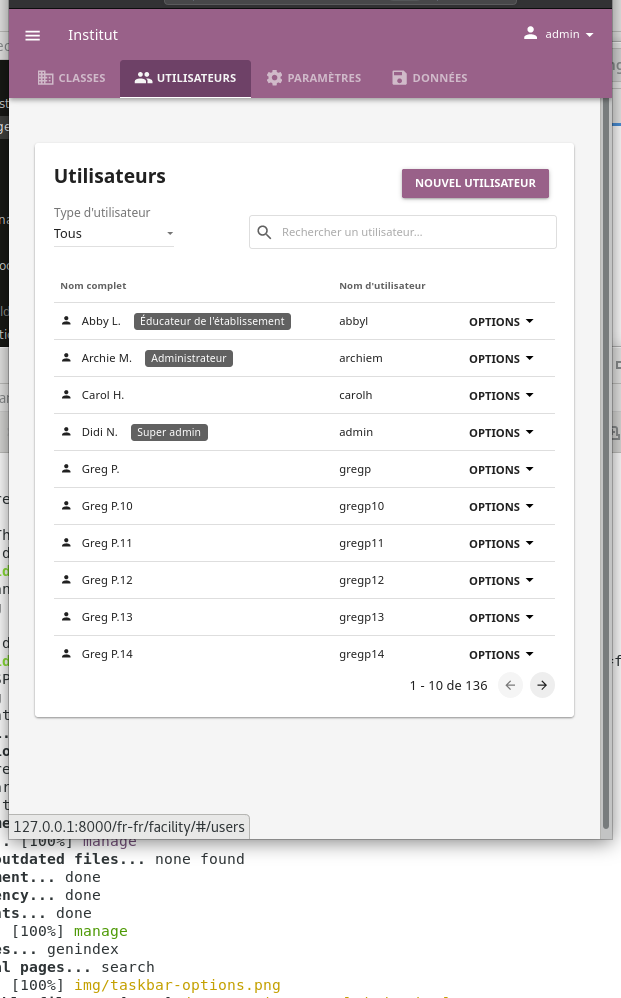 Institut
admin
CLASSES
UTILISATEURS
PARAMÈTRES
DONNÉES
Utilisateurs
NOUVEL UTILISATEUR
Type d'utilisateur
Tous
Rechercher un utilisateur...
Nom complet Nom d'utilisateur
Abby L. Éducateur de l'établissement abbyl OPTIONS
Archie M. Administrateur archiem OPTIONS
Carol H. carolh OPTIONS
Didi N. Super admin admin OPTIONS
Greg P. gregp OPTIONS
Greg P.10 gregp10 OPTIONS
Greg P.11 gregp11 OPTIONS
Greg P.12 gregp12 OPTIONS
Greg P.13 gregp13 OPTIONS
Greg P.14 gregp14 OPTIONS
1 - 10 de 136
127.0.0.1:8000/fr-fr/facility/#/users
[100%] manage
outdated files... none found
done
done
done
[100%] manage
genindex
pages... search
[100%] img/taskbar-options.png